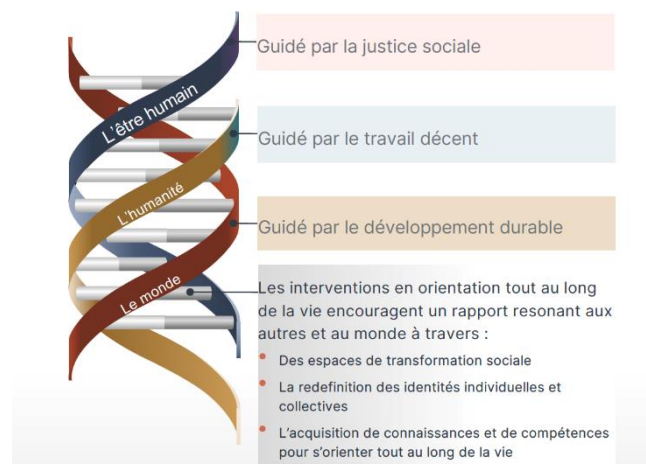 Guidé par la justice sociale
L'être humain
Guidé par le travail décent
L'humanité
Guidé par le développement durable
Le monde
Les interventions en orientation tout au long
de la vie encouragent un rapport resonant aux
autres et au monde à travers :
• Des espaces de transformation sociale
• La redefinition des identités individuelles et
collectives
• L'acquisition de connaissances et de compétences
pour s'orienter tout au long de la vie